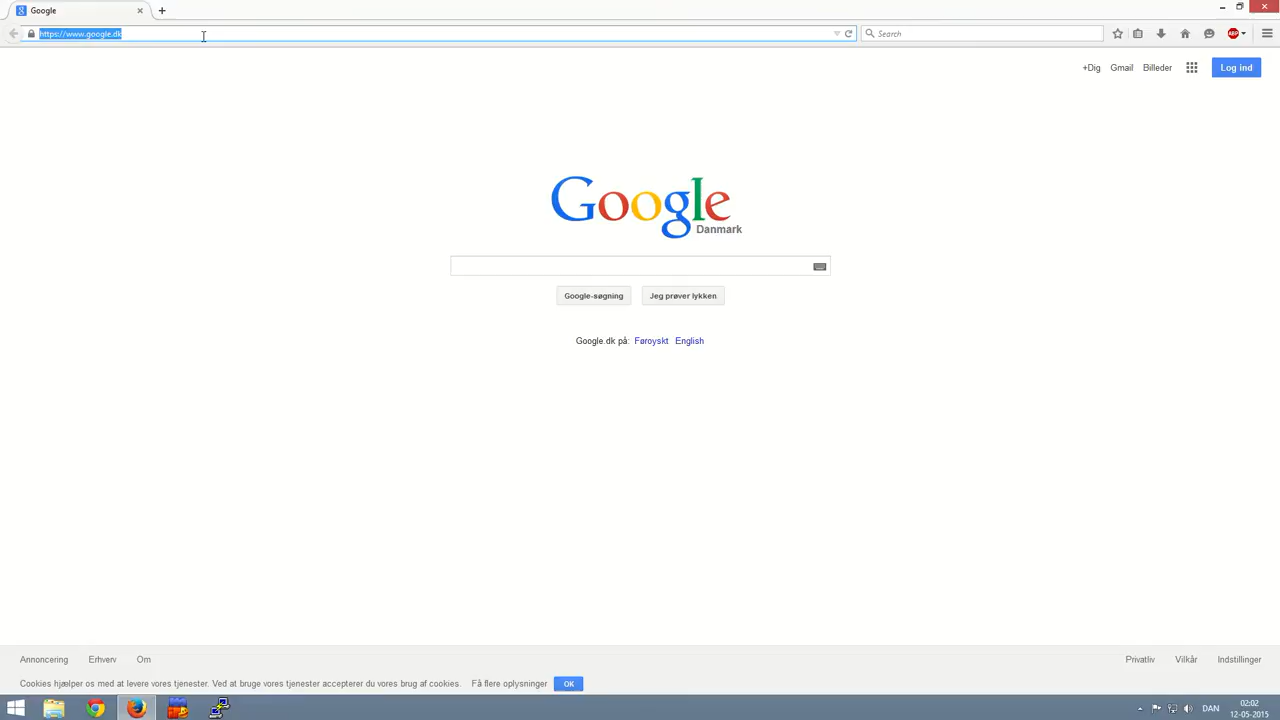 Google
https://www.google.dk
Search
ABP
+Dig Gmail Billeder Log ind
Google
Danmark
Google-søgning Jeg prøver lykken
Google.dk på: Føroyskt English
Annoncering Erhverv Om Privatliv Vilkår Indstillinger
Cookies hjælper os med at levere vores tjenester. Ved at bruge vores tjenester accepterer du vores brug af cookies. Få flere oplysninger OK
DAN 02:02
12-05-2015